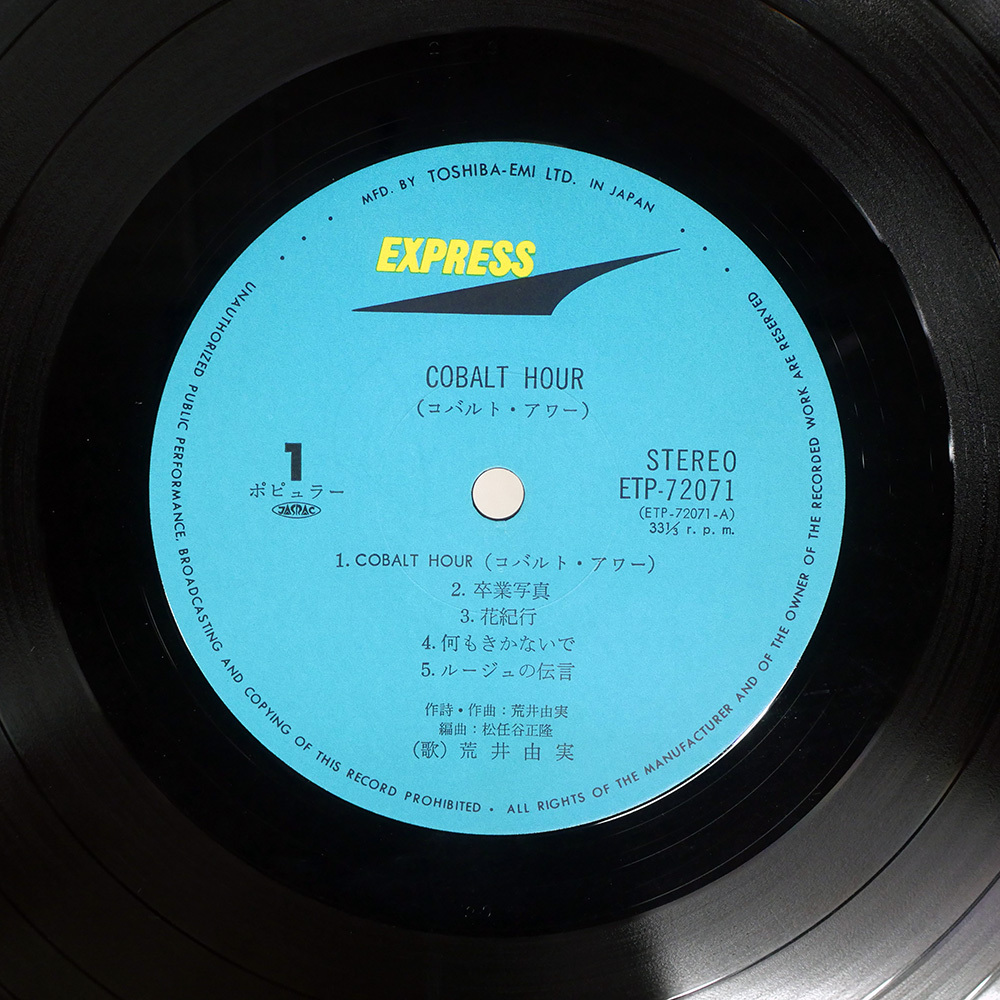 MFD. BY TOSHIBA-EMI LTD. IN JAPAN
EXPRESS
COBALT HOUR
(コバルト・アワー)
1
ポピュラー
JASRAC
STEREO
ETP-72071
(ETP-72071-A)
33⅓ r. p. m.
1. COBALT HOUR (コバルト・アワー)
2. 卒業写真
3. 花紀行
4. 何もきかないで
5. ルージュの伝言
作詩・作曲：荒井由実
編曲：松任谷正隆
(歌) 荒井由実
UNAUTHORIZED PUBLIC PERFORMANCE, BROADCASTING AND COPYING OF THIS RECORD PROHIBITED • ALL RIGHTS OF THE MANUFACTURER AND OF THE OWNER OF THE RECORDED WORK ARE RESERVED